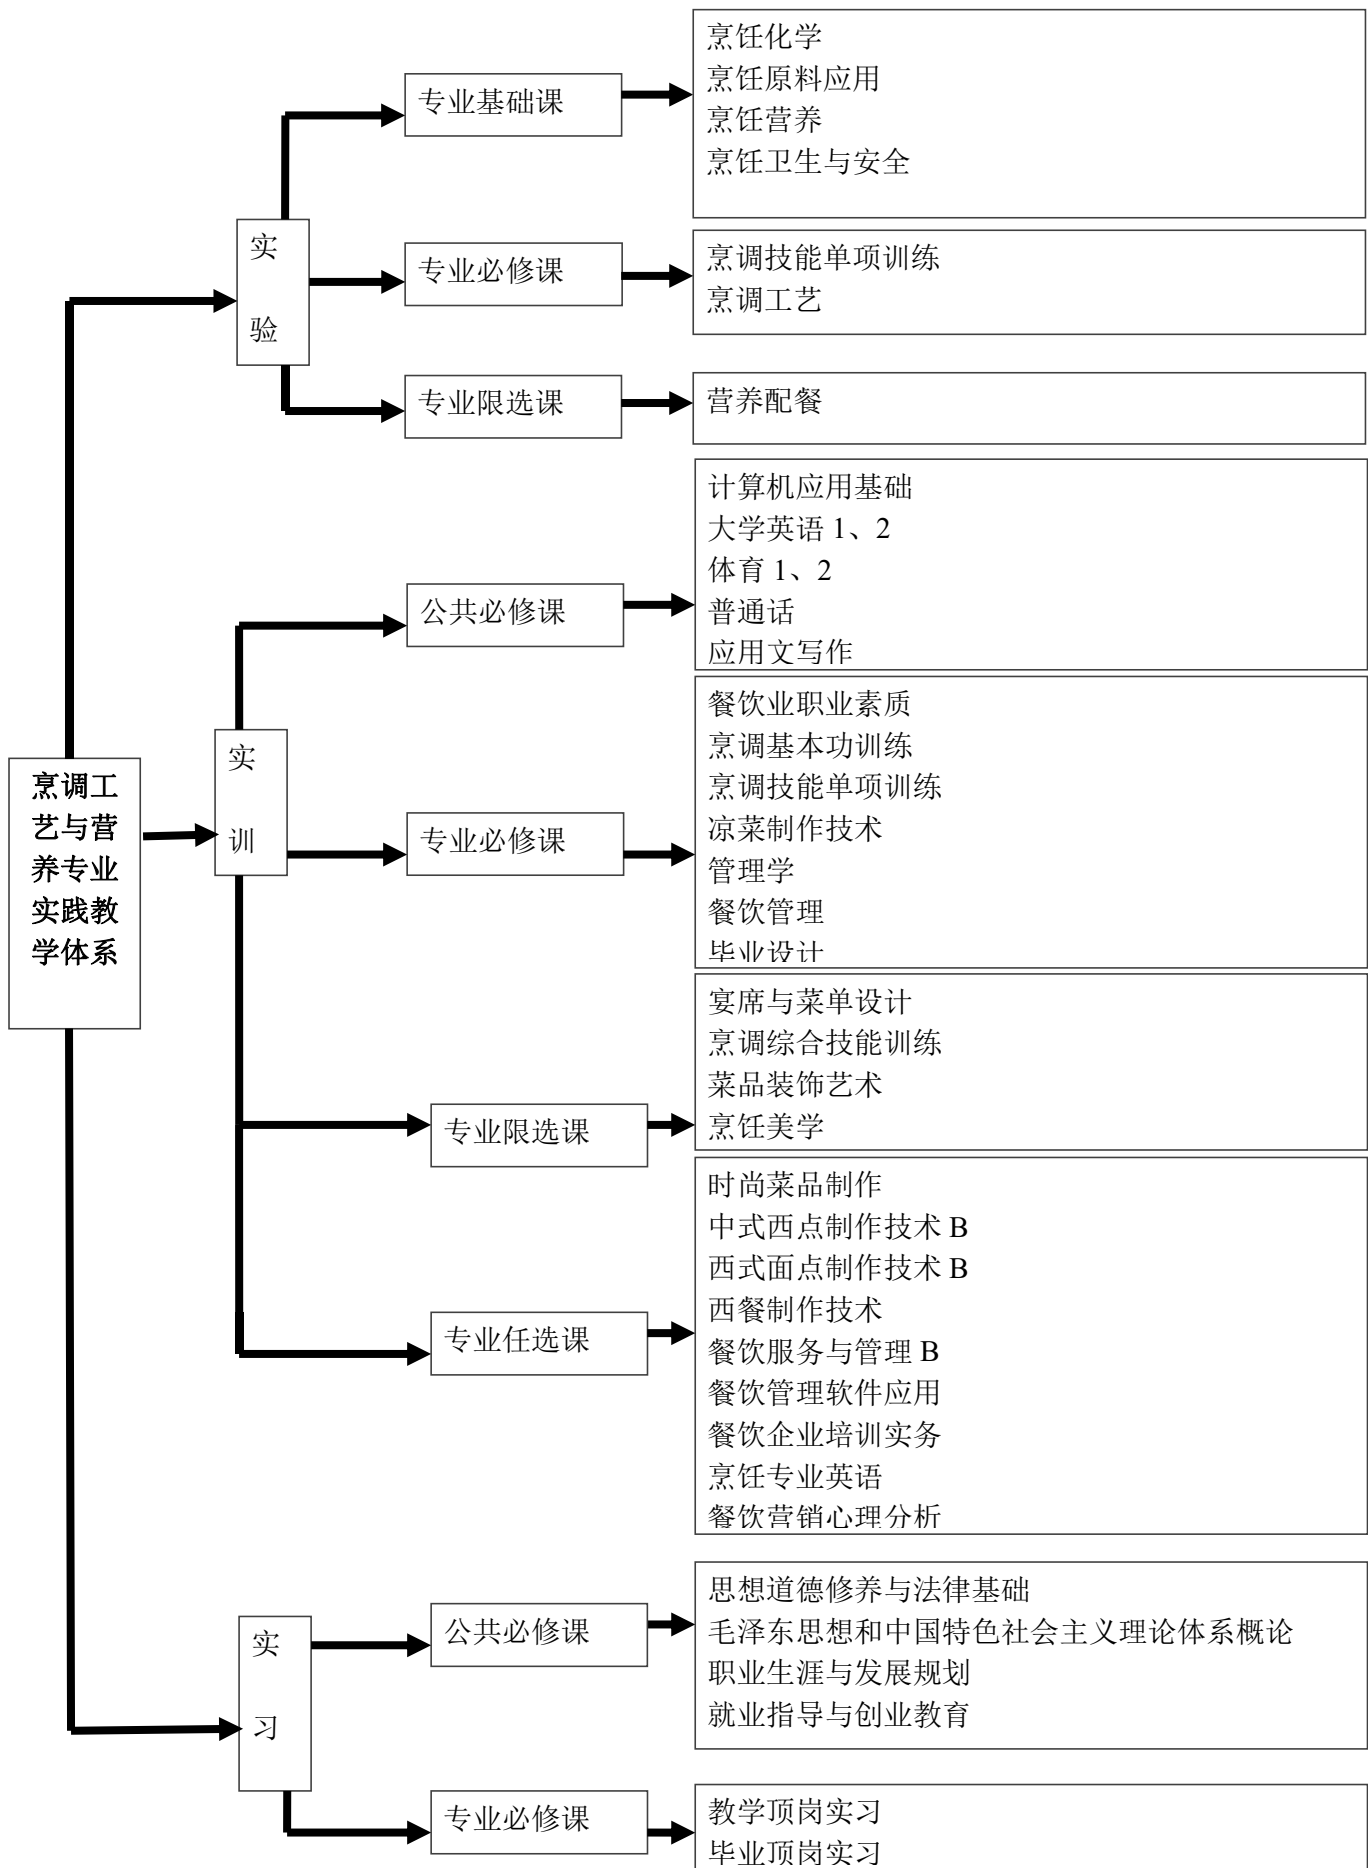 烹调工
艺与营
养专业
实践教
学体系
实
验
专业基础课
烹饪化学
烹饪原料应用
烹饪营养
烹饪卫生与安全
专业必修课
烹调技能单项训练
烹调工艺
专业限选课
营养配餐
实
训
公共必修课
计算机应用基础
大学英语 1、2
体育 1、2
普通话
应用文写作
专业必修课
餐饮业职业素质
烹调基本功训练
烹调技能单项训练
凉菜制作技术
管理学
餐饮管理
毕业设计
专业限选课
宴席与菜单设计
烹调综合技能训练
菜品装饰艺术
烹饪美学
专业任选课
时尚菜品制作
中式西点制作技术 B
西式面点制作技术 B
西餐制作技术
餐饮服务与管理 B
餐饮管理软件应用
餐饮企业培训实务
烹饪专业英语
餐饮营销心理分析
实
习
公共必修课
思想道德修养与法律基础
毛泽东思想和中国特色社会主义理论体系概论
职业生涯与发展规划
就业指导与创业教育
专业必修课
教学顶岗实习
毕业顶岗实习